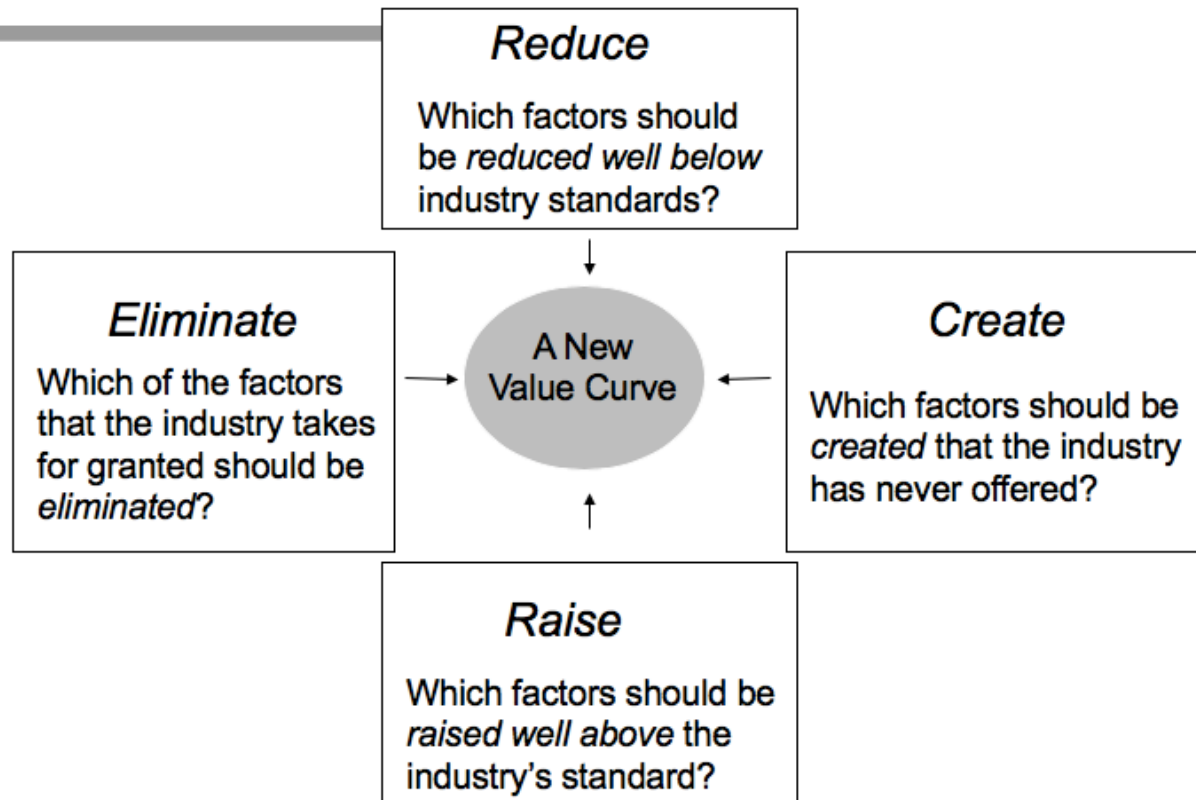 Reduce
Which factors should
be reduced well below
industry standards?
Eliminate
Which of the factors
that the industry takes
for granted should be
eliminated?
A New
Value Curve
Create
Which factors should be
created that the industry
has never offered?
Raise
Which factors should be
raised well above the
industry's standard?